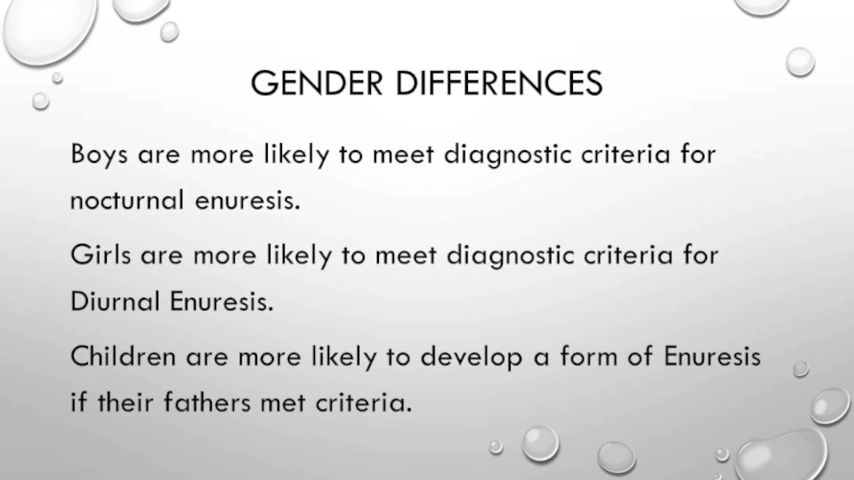 GENDER DIFFERENCES
Boys are more likely to meet diagnostic criteria for
nocturnal enuresis.
Girls are more likely to meet diagnostic criteria for
Diurnal Enuresis.
Children are more likely to develop a form of Enuresis
if their fathers met criteria.